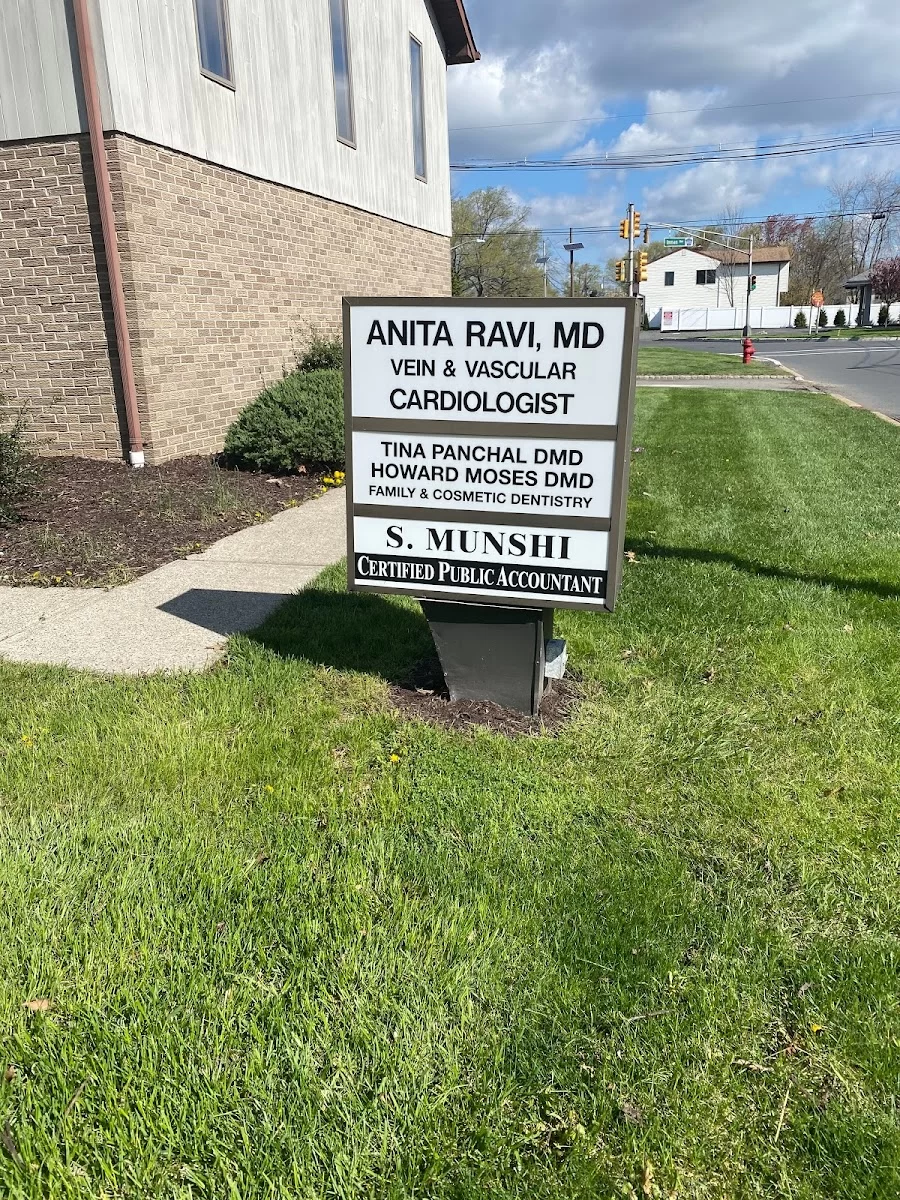 ANITA RAVI, MD
VEIN & VASCULAR
CARDIOLOGIST
TINA PANCHAL DMD
HOWARD MOSES DMD
FAMILY & COSMETIC DENTISTRY
S. MUNSHI
CERTIFIED PUBLIC ACCOUNTANT